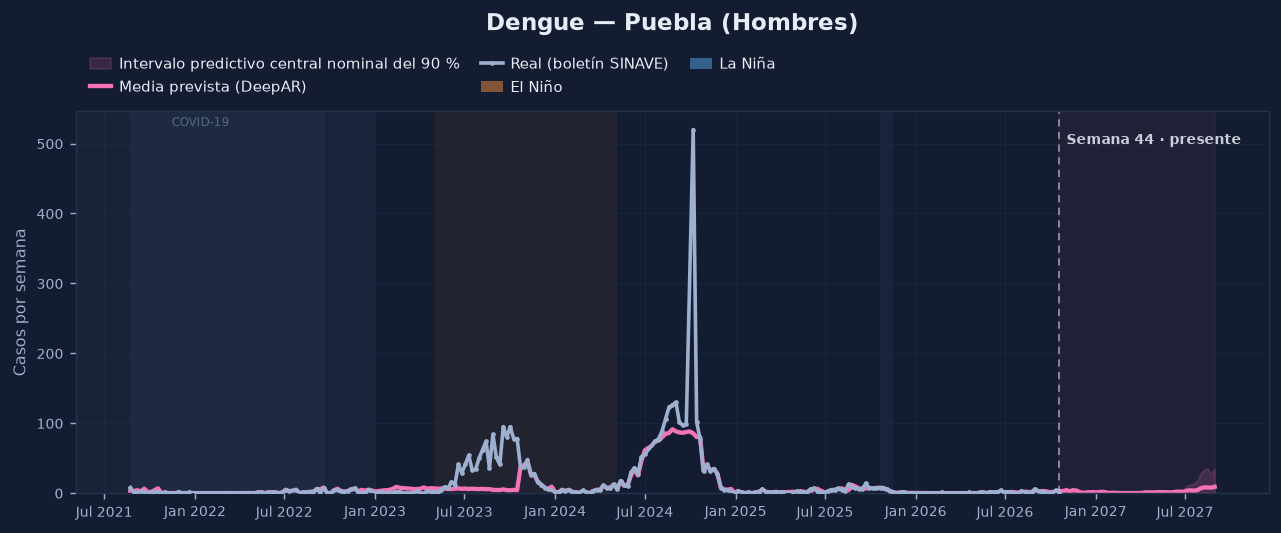 Dengue — Puebla (Hombres)
Intervalo predictivo central nominal del 90 %
Real (boletín SINAVE)
La Niña
Media prevista (DeepAR)
El Niño
COVID-19
Semana 44 · presente
Casos por semana
500
400
300
200
100
0
Jul 2021
Jan 2022
Jul 2022
Jan 2023
Jul 2023
Jan 2024
Jul 2024
Jan 2025
Jul 2025
Jan 2026
Jul 2026
Jan 2027
Jul 2027